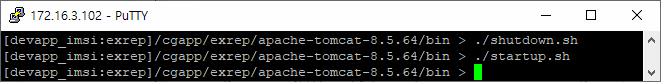 172.16.3.102 - PuTTY
[devapp_imsi:exrep]/cgapp/exrep/apache-tomcat-8.5.64/bin > ./shutdown.sh
[devapp_imsi:exrep]/cgapp/exrep/apache-tomcat-8.5.64/bin > ./startup.sh
[devapp_imsi:exrep]/cgapp/exrep/apache-tomcat-8.5.64/bin >